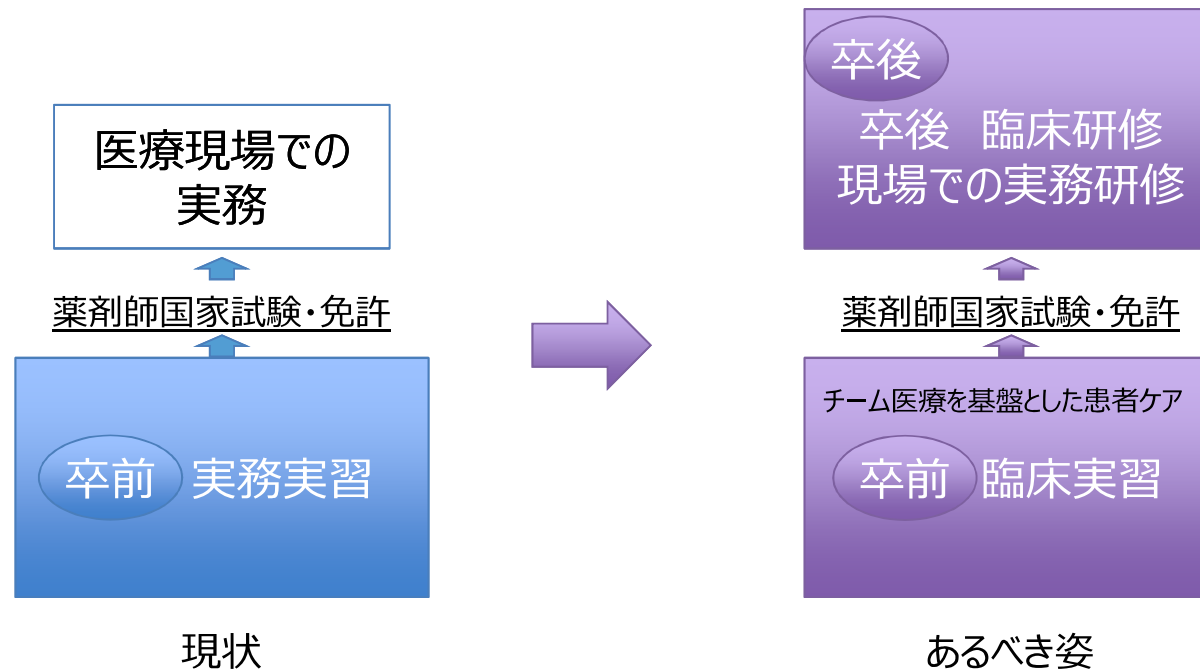 医療現場での
実務
薬剤師国家試験・免許
卒前 実務実習
現状
卒後
卒後 臨床研修
現場での実務研修
薬剤師国家試験・免許
チーム医療を基盤とした患者ケア
卒前 臨床実習
あるべき姿